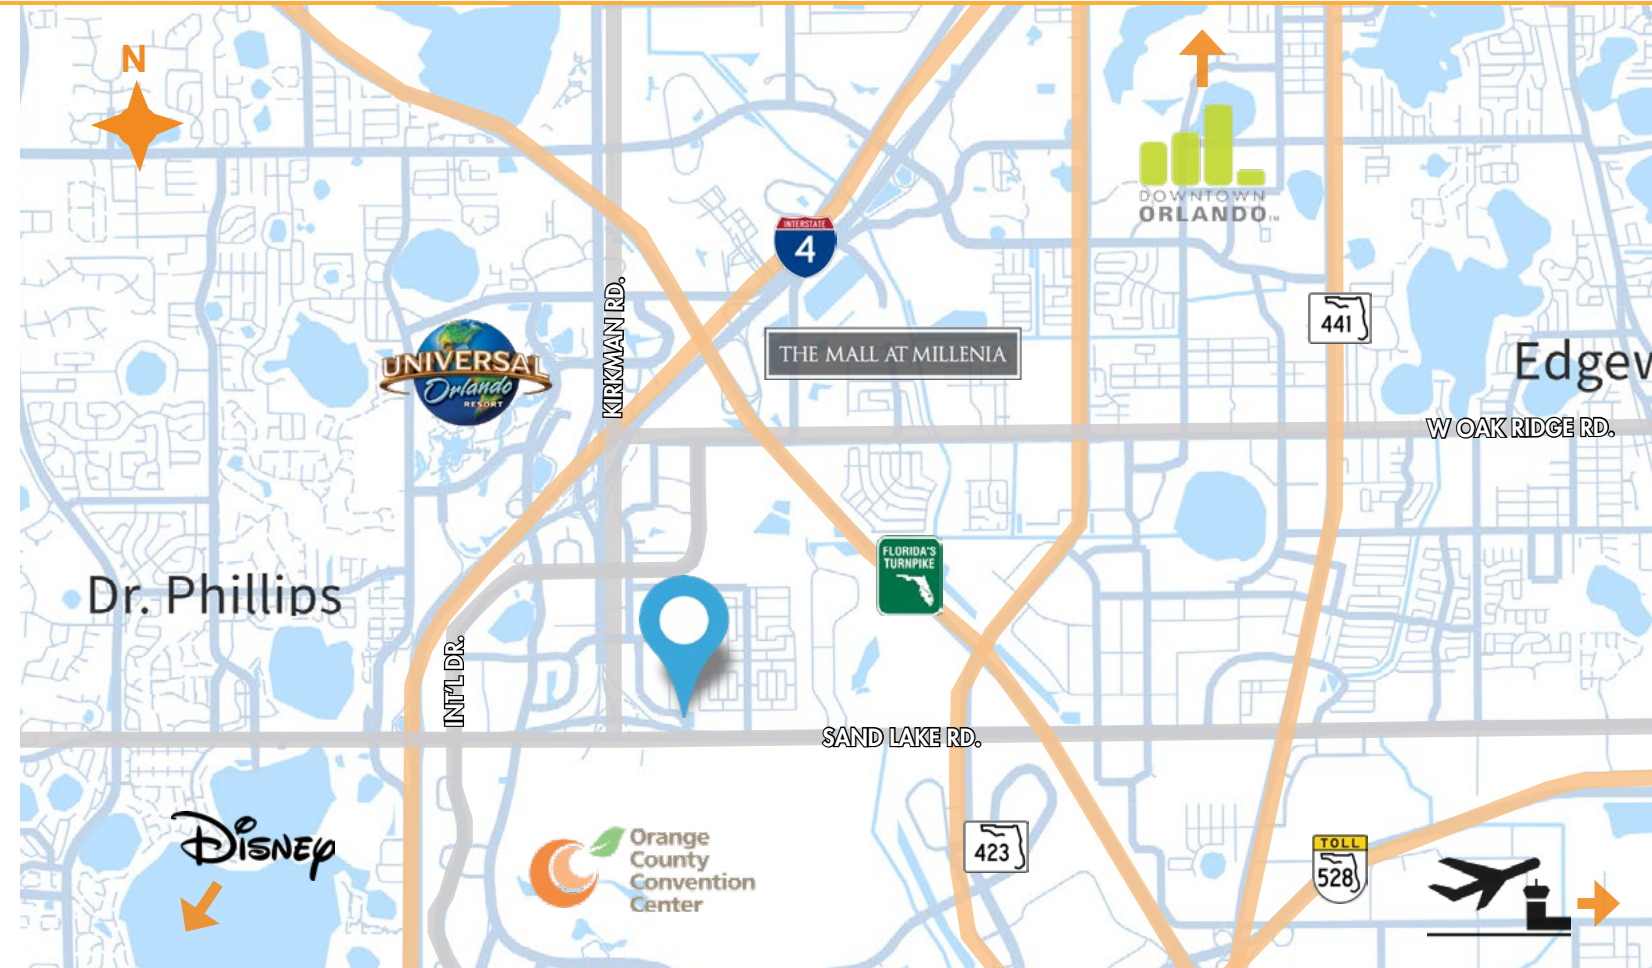 N
DOWNTOWN
ORLANDO TM
INTERSTATE
4
KIRKMAN RD.
441
THE MALL AT MILLENIA
UNIVERSAL
Orlando
RESORT
Edgew
W OAK RIDGE RD.
FLORIDA'S
TURNPIKE
Dr. Phillips
INT'L DR.
SAND LAKE RD.
DISNEY
Orange
County
Convention
Center
423
TOLL
528